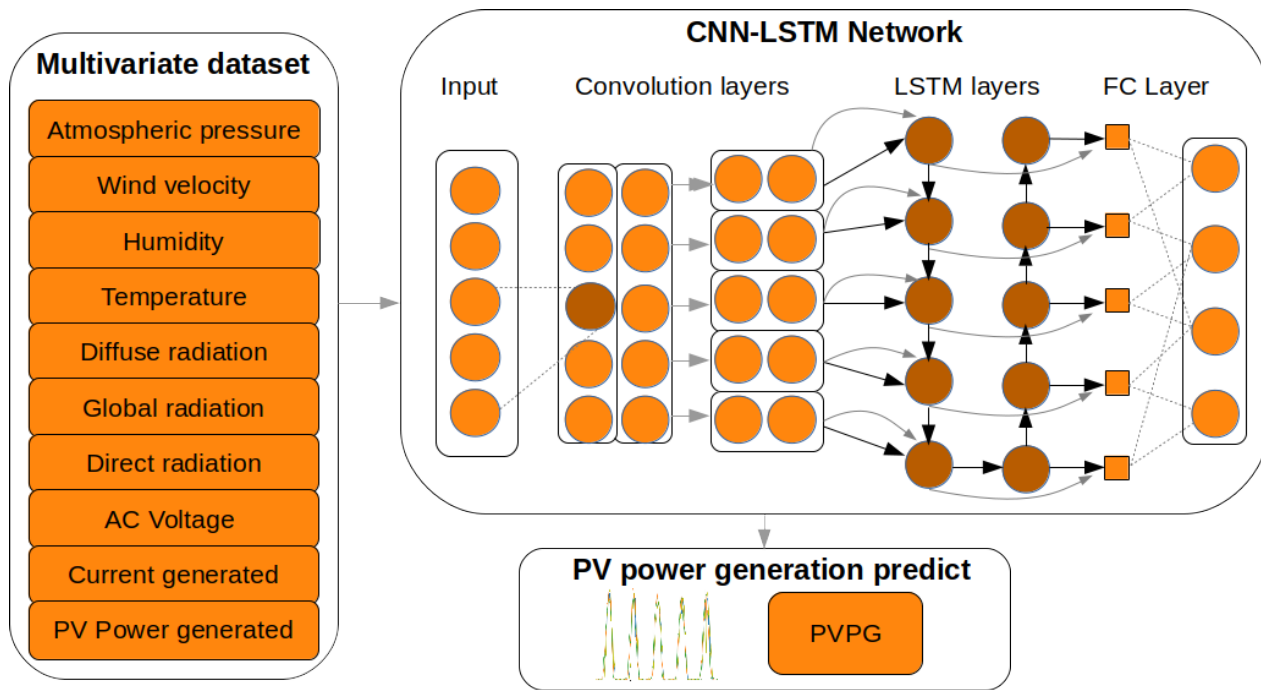 Multivariate dataset
Atmospheric pressure
Wind velocity
Humidity
Temperature
Diffuse radiation
Global radiation
Direct radiation
AC Voltage
Current generated
PV Power generated
CNN-LSTM Network
Input
Convolution layers
LSTM layers
FC Layer
PV power generation predict
PVPG